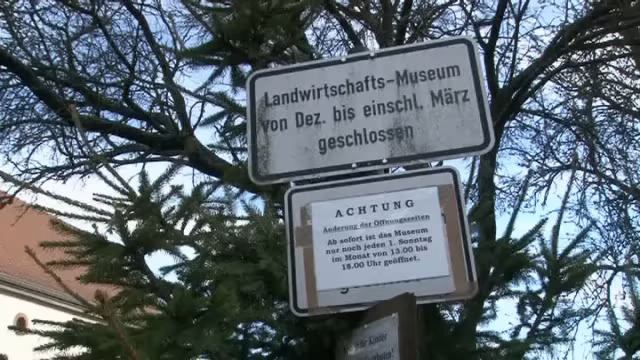 Landwirtschafts-Museum
von Dez. bis einschl. März
geschlossen
ACHTUNG
Änderung der Öffnungszeiten
Ab sofort ist das Museum
nur noch jeden 1. Sonntag
im Monat von 13.00 bis
18.00 Uhr geöffnet.
Kinder